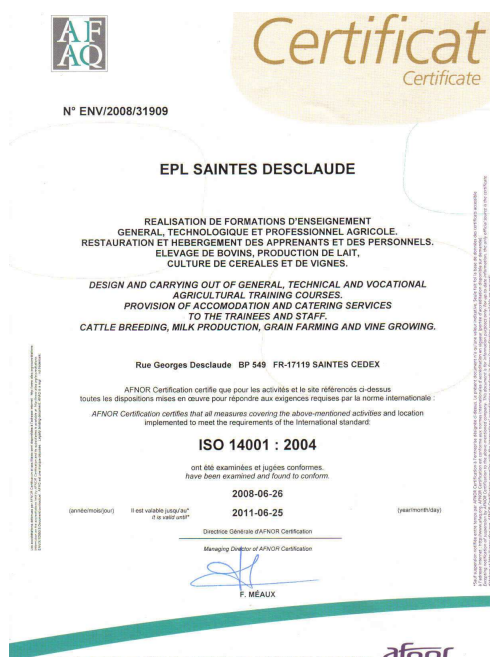 AF
AQ
Certificat
Certificate
N° ENV/2008/31909
EPL SAINTES DESCLAUDE
REALISATION DE FORMATIONS D'ENSEIGNEMENT
GENERAL, TECHNOLOGIQUE ET PROFESSIONNEL AGRICOLE.
RESTAURATION ET HEBERGEMENT DES APPRENANTS ET DES PERSONNELS.
ELEVAGE DE BOVINS, PRODUCTION DE LAIT,
CULTURE DE CEREALES ET DE VIGNES.
DESIGN AND CARRYING OUT OF GENERAL, TECHNICAL AND VOCATIONAL
AGRICULTURAL TRAINING COURSES.
PROVISION OF ACCOMODATION AND CATERING SERVICES
TO THE TRAINEES AND STAFF.
CATTLE BREEDING, MILK PRODUCTION, GRAIN FARMING AND VINE GROWING.
Rue Georges Desclaude BP 549 FR-17119 SAINTES CEDEX
AFNOR Certification certifie que pour les activités et le site référencés ci-dessus
toutes les dispositions mises en œuvre pour répondre aux exigences requises par la norme internationale :
AFNOR Certification certifies that all measures covering the above-mentioned activities and location
implemented to meet the requirements of the International standard:
ISO 14001 : 2004
ont été examinées et jugées conformes.
have been examined and found to conform.
2008-06-26
(année/mois/jour) Il est valable jusqu'au* 2011-06-25 (year/month/day)
it is valid until*
Directrice Générale d'AFNOR Certification
Managing Director of AFNOR Certification
F. MÉAUX
afnor